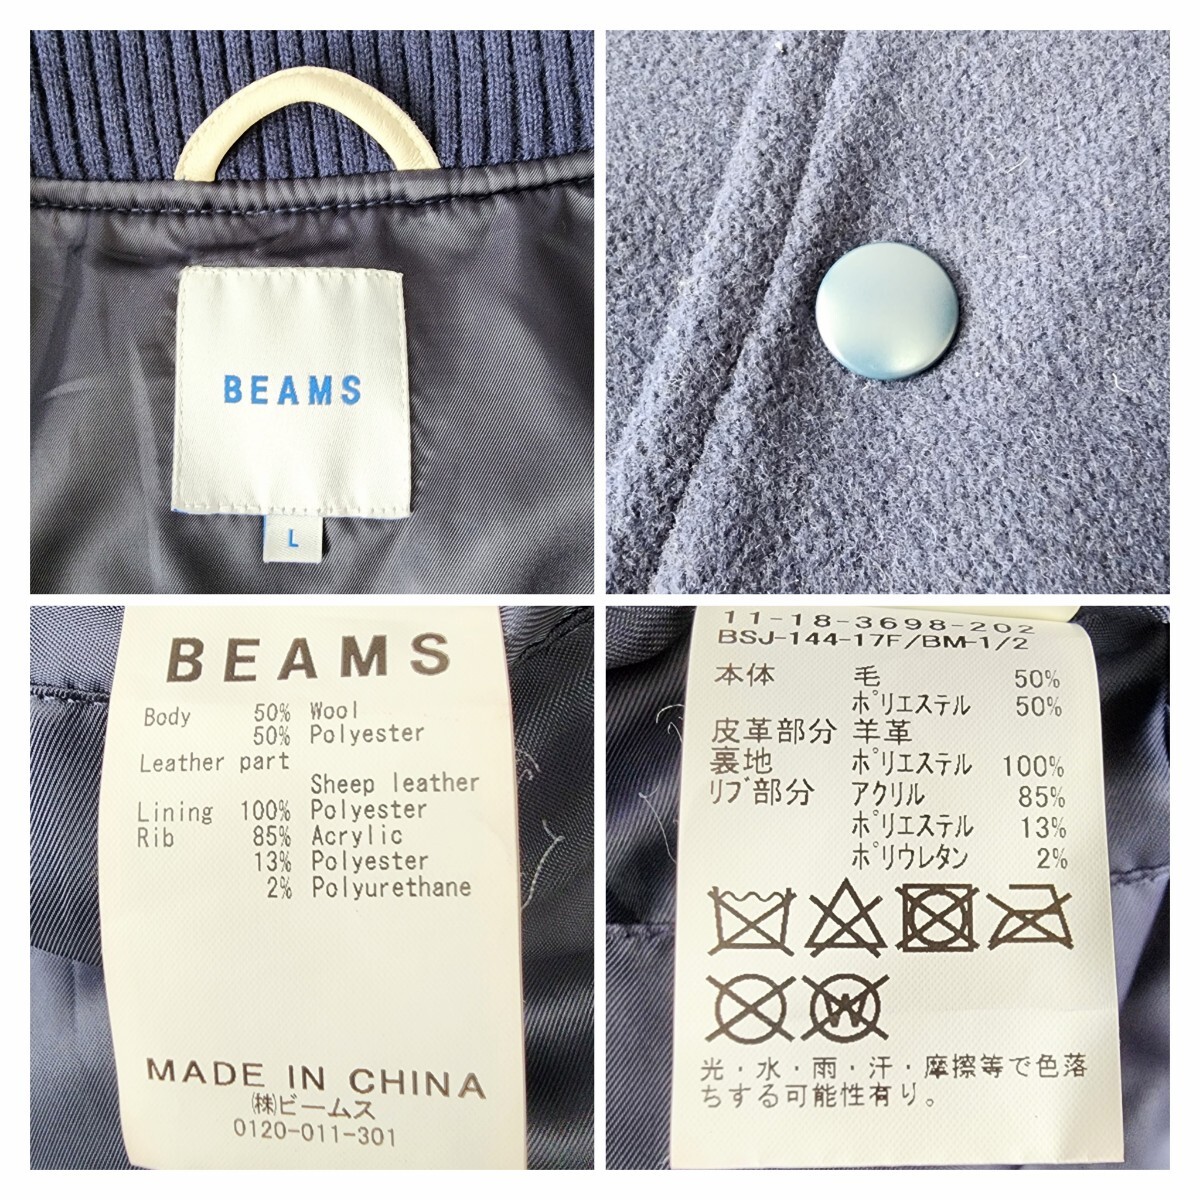 BEAMS
L
BEAMS
Body 50% Wool
50% Polyester
Leather part
Sheep leather
Lining 100% Polyester
Rib 85% Acrylic
13% Polyester
2% Polyurethane
MADE IN CHINA
㈱ビームス
0120-011-301
11-18-3698-202
BSJ-144-17F/BM-1/2
本体 毛 50%
ポリエステル 50%
皮革部分 羊革
裏地 ポリエステル 100%
リブ部分 アクリル 85%
ポリエステル 13%
ポリウレタン 2%
W
光・水・雨・汗・摩擦等で色落
ちする可能性有り。